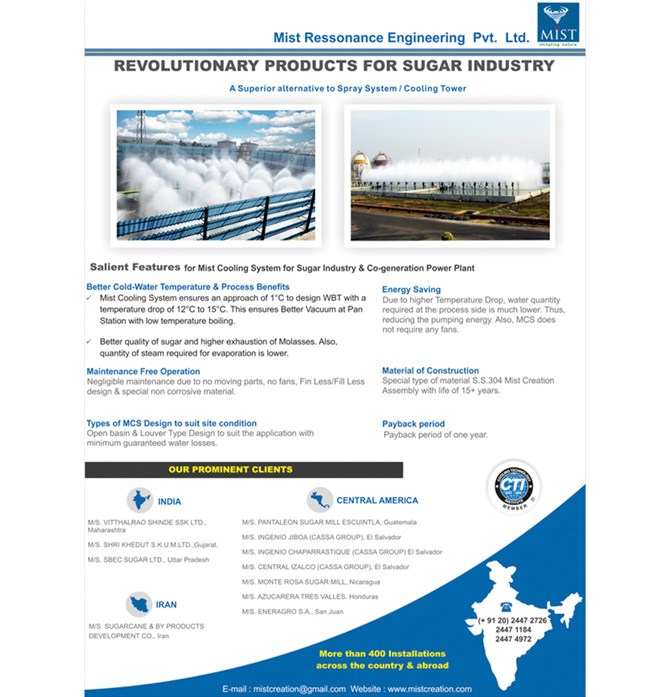 Mist Ressonance Engineering Pvt. Ltd.
MIST
imitating nature
REVOLUTIONARY PRODUCTS FOR SUGAR INDUSTRY
A Superior alternative to Spray System / Cooling Tower
Salient Features for Mist Cooling System for Sugar Industry & Co-generation Power Plant
Better Cold-Water Temperature & Process Benefits
✓ Mist Cooling System ensures an approach of 1°C to design WBT with a
temperature drop of 12°C to 15°C. This ensures Better Vacuum at Pan
Station with low temperature boiling.
✓ Better quality of sugar and higher exhaustion of Molasses. Also,
quantity of steam required for evaporation is lower.
Maintenance Free Operation
Negligible maintenance due to no moving parts, no fans, Fin Less/Fill Less
design & special non corrosive material.
Types of MCS Design to suit site condition
Open basin & Louver Type Design to suit the application with
minimum guaranteed water losses.
Energy Saving
Due to higher Temperature Drop, water quantity
required at the process side is much lower. Thus,
reducing the pumping energy. Also, MCS does
not require any fans.
Material of Construction
Special type of material S.S.304 Mist Creation
Assembly with life of 15+ years.
Payback period
Payback period of one year.
OUR PROMINENT CLIENTS
INDIA
M/S. VITTHALRAO SHINDE SSK LTD.,
Maharashtra
M/S. SHRI KHEDUT S.K.U.M.LTD.,Gujarat.
M/S. SBEC SUGAR LTD., Uttar Pradesh
IRAN
M/S. SUGARCANE & BY PRODUCTS
DEVELOPMENT CO., Iran
CENTRAL AMERICA
M/S. PANTALEON SUGAR MILL ESCUINTLA, Guatemala
M/S. INGENIO JIBOA (CASSA GROUP), El Salvador
M/S. INGENIO CHAPARRASTIQUE (CASSA GROUP) El Salvador
M/S. CENTRAL IZALCO (CASSA GROUP), El Salvador
M/S. MONTE ROSA SUGAR MILL, Nicaragua
M/S. AZUCARERA TRES VALLES. Honduras
M/S. ENERAGRO S.A., San Juan
COOLING TECHNOLOGY
CTI
MEMBER
®
(+ 91 20) 2447 2726
2447 1184
2447 4972
More than 400 Installations
across the country & abroad
E-mail : mistcreation@gmail.com Website : www.mistcreation.com